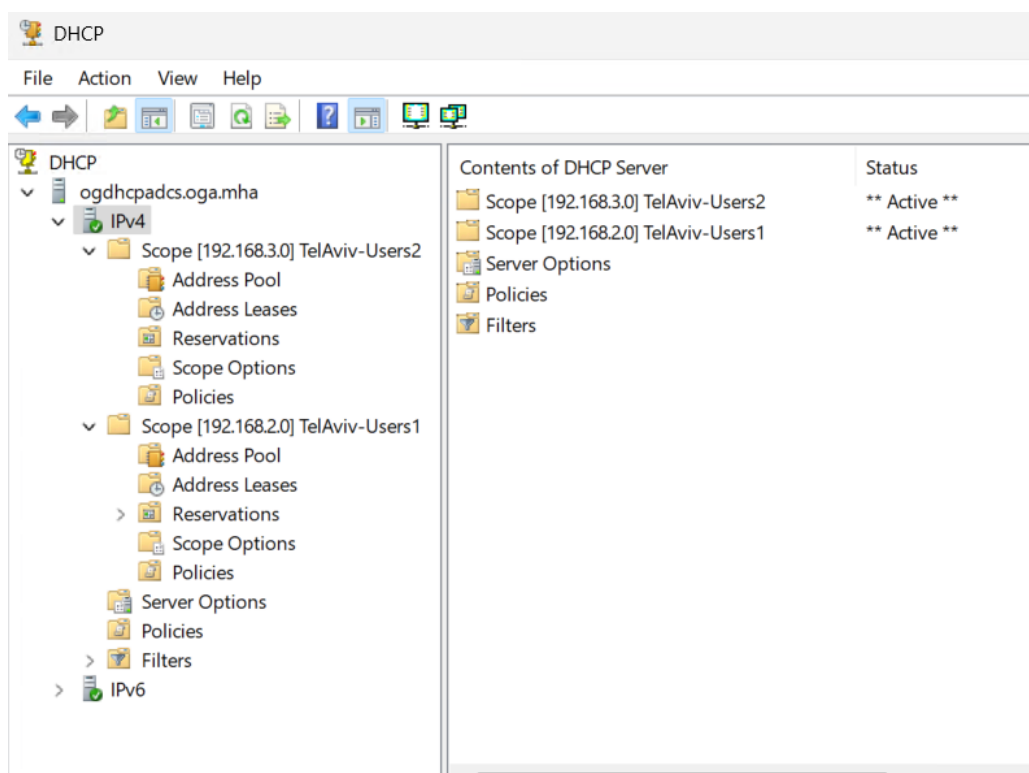 DHCP
File Action View Help
DHCP
ogdhcpadcs.oga.mha
IPv4
Scope [192.168.3.0] TelAviv-Users2
Address Pool
Address Leases
Reservations
Scope Options
Policies
Scope [192.168.2.0] TelAviv-Users1
Address Pool
Address Leases
Reservations
Scope Options
Policies
Server Options
Policies
Filters
IPv6
Contents of DHCP Server Status
Scope [192.168.3.0] TelAviv-Users2 ** Active **
Scope [192.168.2.0] TelAviv-Users1 ** Active **
Server Options
Policies
Filters